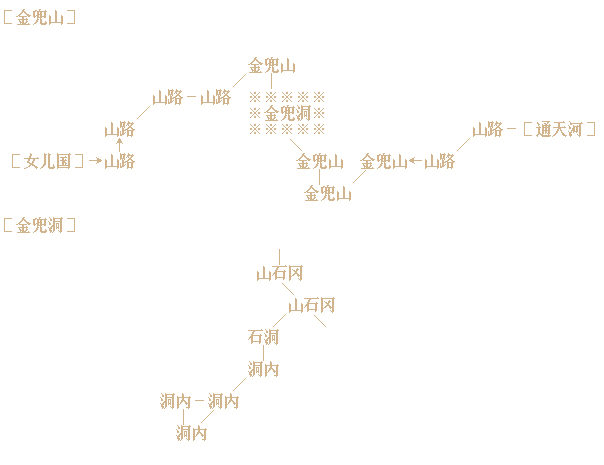 [金兜山]
金兜山
山路－山路
※※※※※
※金兜洞※
※※※※※
山路
山路－[通天河]
[女儿国]→山路
金兜山
金兜山←山路
金兜山
[金兜洞]
山石冈
山石冈
石洞
洞内
洞内－洞内
洞内